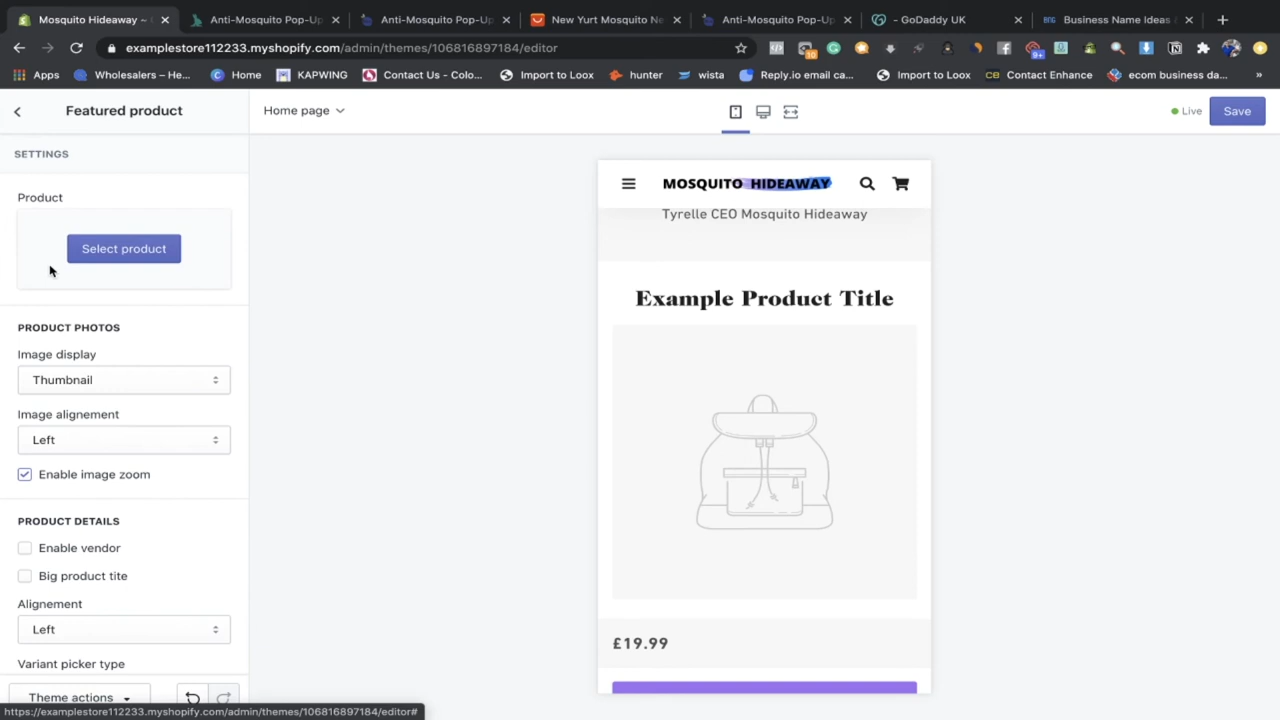 Mosquito Hideaway ~
Anti-Mosquito Pop-Up
Anti-Mosquito Pop-Up
New Yurt Mosquito Ne
Anti-Mosquito Pop-Up
- GoDaddy UK
Business Name Ideas
examplestore112233.myshopify.com/admin/themes/106816897184/editor
10
9+
Apps
Wholesalers – He...
Home
KAPWING
Contact Us - Colo...
Import to Loox
hunter
wista
Reply.io email ca...
Import to Loox
Contact Enhance
ecom business da...
»
Featured product
Home page
Live
Save
SETTINGS
Product
Select product
PRODUCT PHOTOS
Image display
Thumbnail
Image alignement
Left
Enable image zoom
PRODUCT DETAILS
Enable vendor
Big product tite
Alignement
Left
Variant picker type
Theme actions
https://examplestore112233.myshopify.com/admin/themes/106816897184/editor#
MOSQUITO HIDEAWAY
Tyrelle CEO Mosquito Hideaway
Example Product Title
£19.99